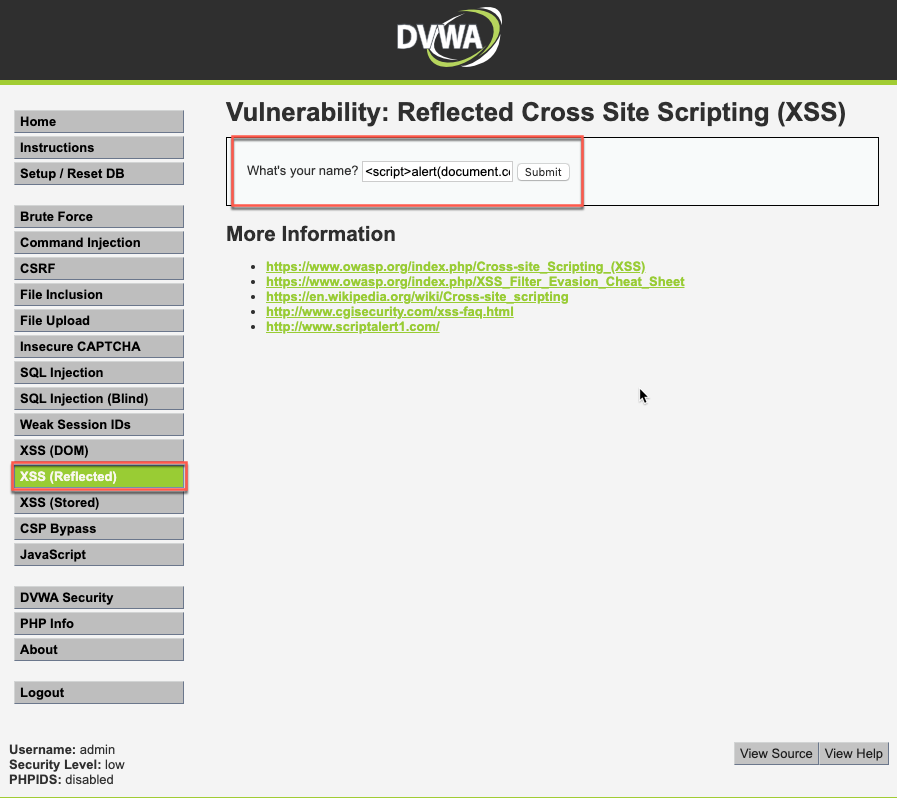 DVWA
Home
Instructions
Setup / Reset DB
Brute Force
Command Injection
CSRF
File Inclusion
File Upload
Insecure CAPTCHA
SQL Injection
SQL Injection (Blind)
Weak Session IDs
XSS (DOM)
XSS (Reflected)
XSS (Stored)
CSP Bypass
JavaScript
DVWA Security
PHP Info
About
Logout
Vulnerability: Reflected Cross Site Scripting (XSS)
What's your name? <script>alert(document.co Submit
More Information
https://www.owasp.org/index.php/Cross-site_Scripting_(XSS)
https://www.owasp.org/index.php/XSS_Filter_Evasion_Cheat_Sheet
https://en.wikipedia.org/wiki/Cross-site_scripting
http://www.cgisecurity.com/xss-faq.html
http://www.scriptalert1.com/
Username: admin
Security Level: low
PHPIDS: disabled
View Source View Help